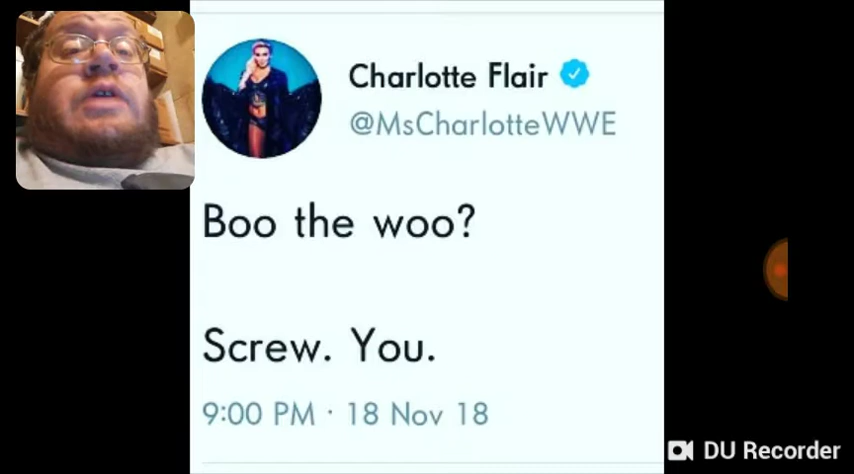 Charlotte Flair
@MsCharlotteWWE
Boo the woo?
Screw. You.
9:00 PM · 18 Nov 18
DU Recorder